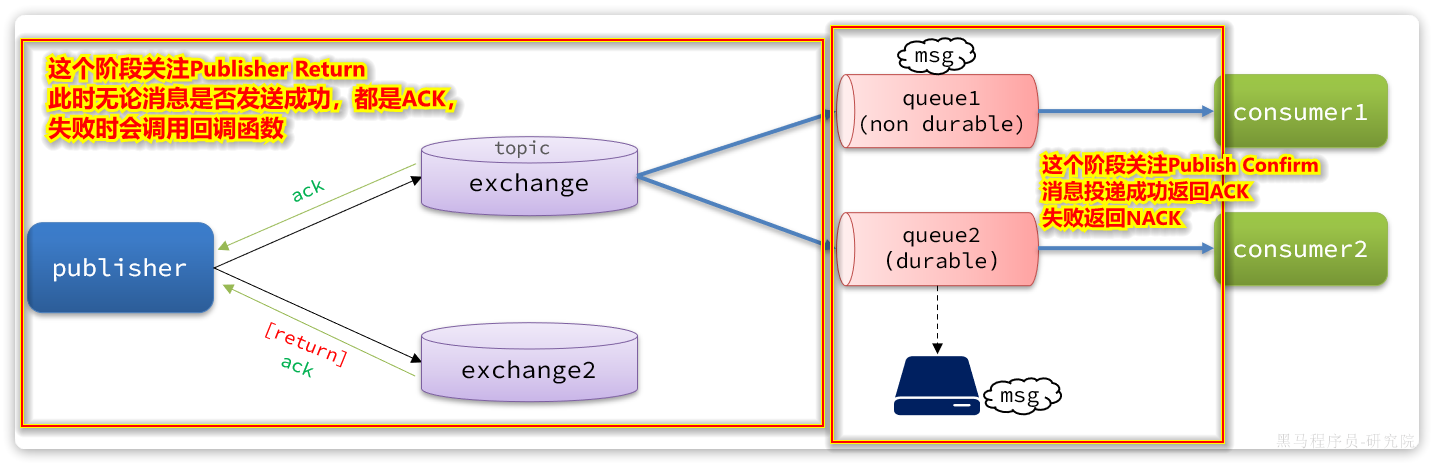 这个阶段关注Publisher Return
此时无论消息是否发送成功，都是ACK，
失败时会调用回调函数
msg
queue1
(non durable)
consumer1
topic
exchange
ack
这个阶段关注Publish Confirm
消息投递成功返回ACK
失败返回NACK
publisher
queue2
(durable)
consumer2
[return]
ack
exchange2
msg
黑马程序员-研究院